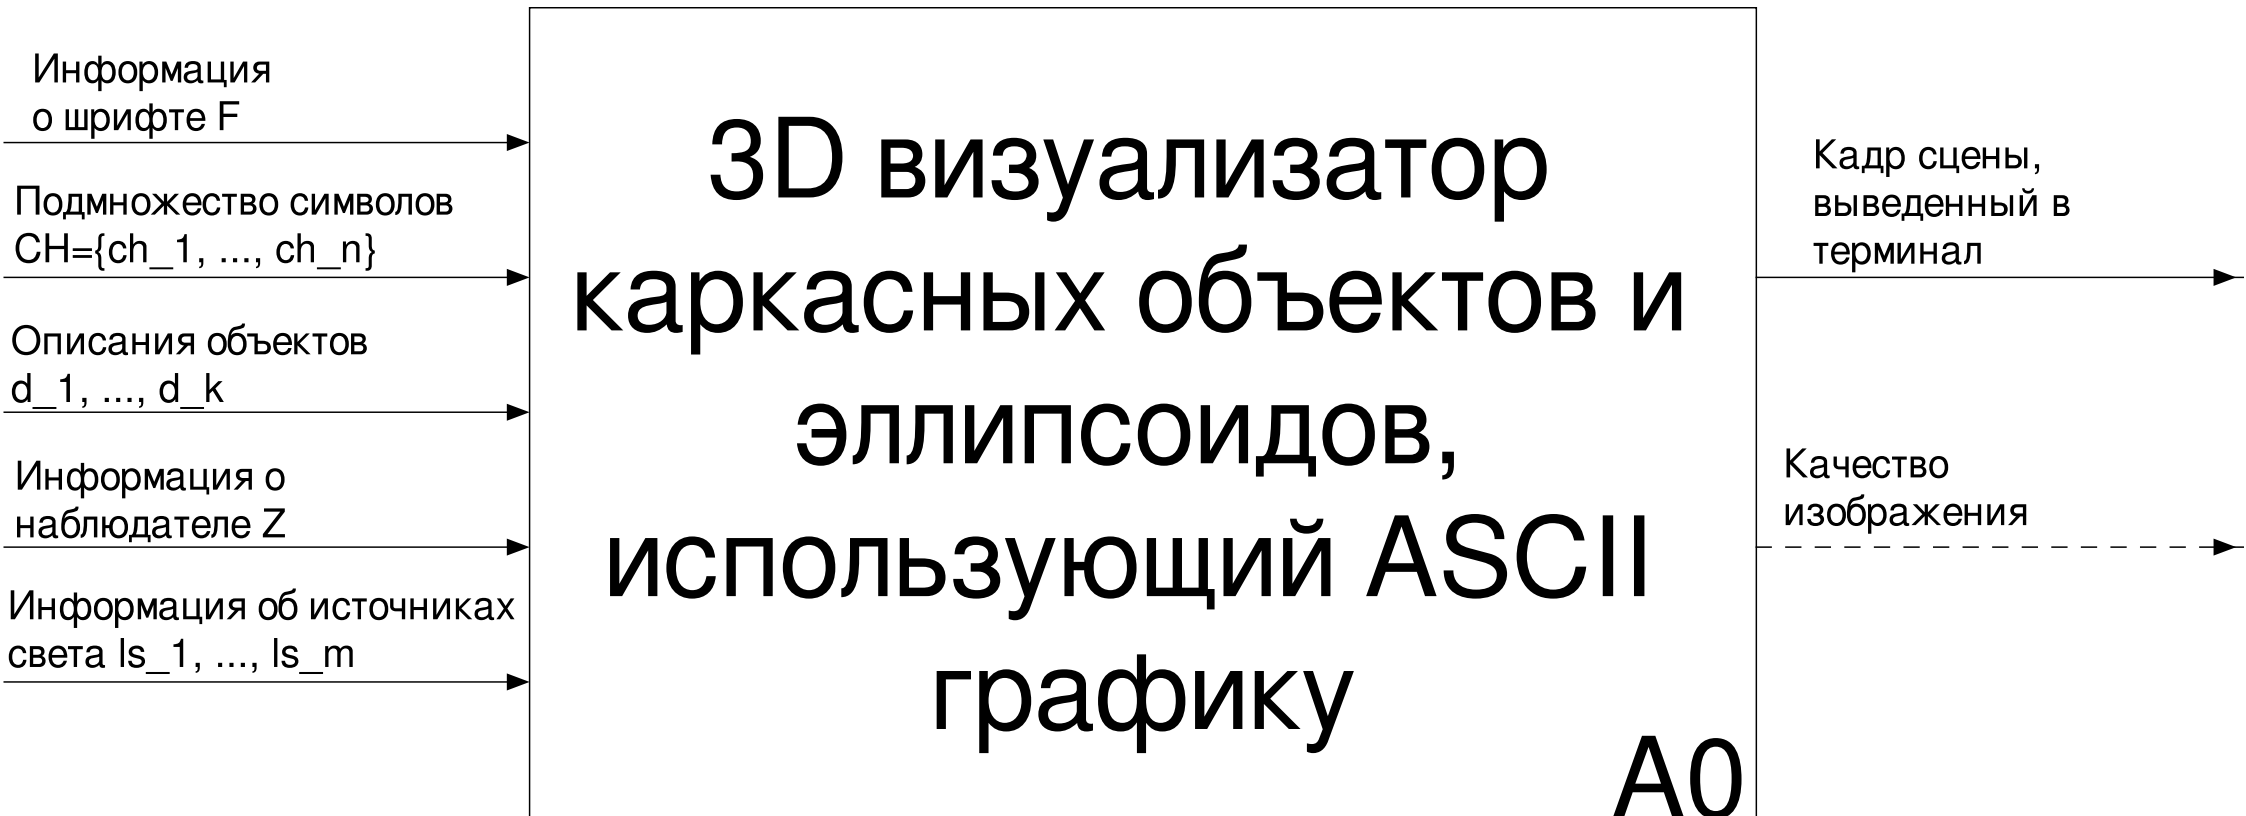 Информация
о шрифте F
Подмножество символов
CH={ch_1, ..., ch_n}
Описания объектов
d_1, ..., d_k
Информация о
наблюдателе Z
Информация об источниках
света ls_1, ..., ls_m
3D визуализатор
каркасных объектов и
эллипсоидов,
использующий ASCII
графику
A0
Кадр сцены,
выведенный в
терминал
Качество
изображения